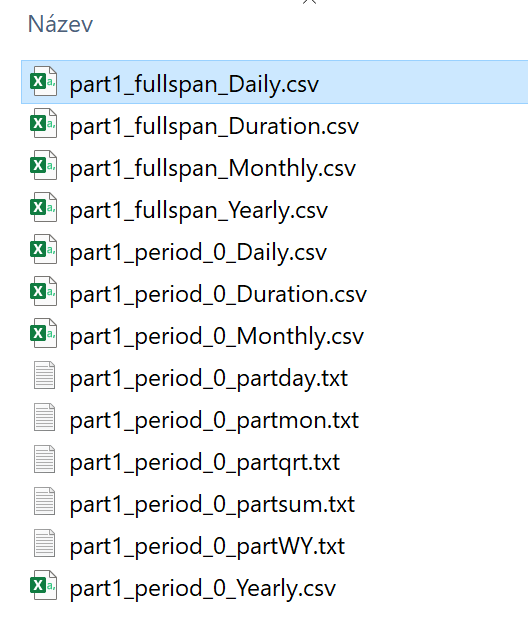 Název
part1_fullspan_Daily.csv
part1_fullspan_Duration.csv
part1_fullspan_Monthly.csv
part1_fullspan_Yearly.csv
part1_period_0_Daily.csv
part1_period_0_Duration.csv
part1_period_0_Monthly.csv
part1_period_0_partday.txt
part1_period_0_partmon.txt
part1_period_0_partqrt.txt
part1_period_0_partsum.txt
part1_period_0_partWY.txt
part1_period_0_Yearly.csv